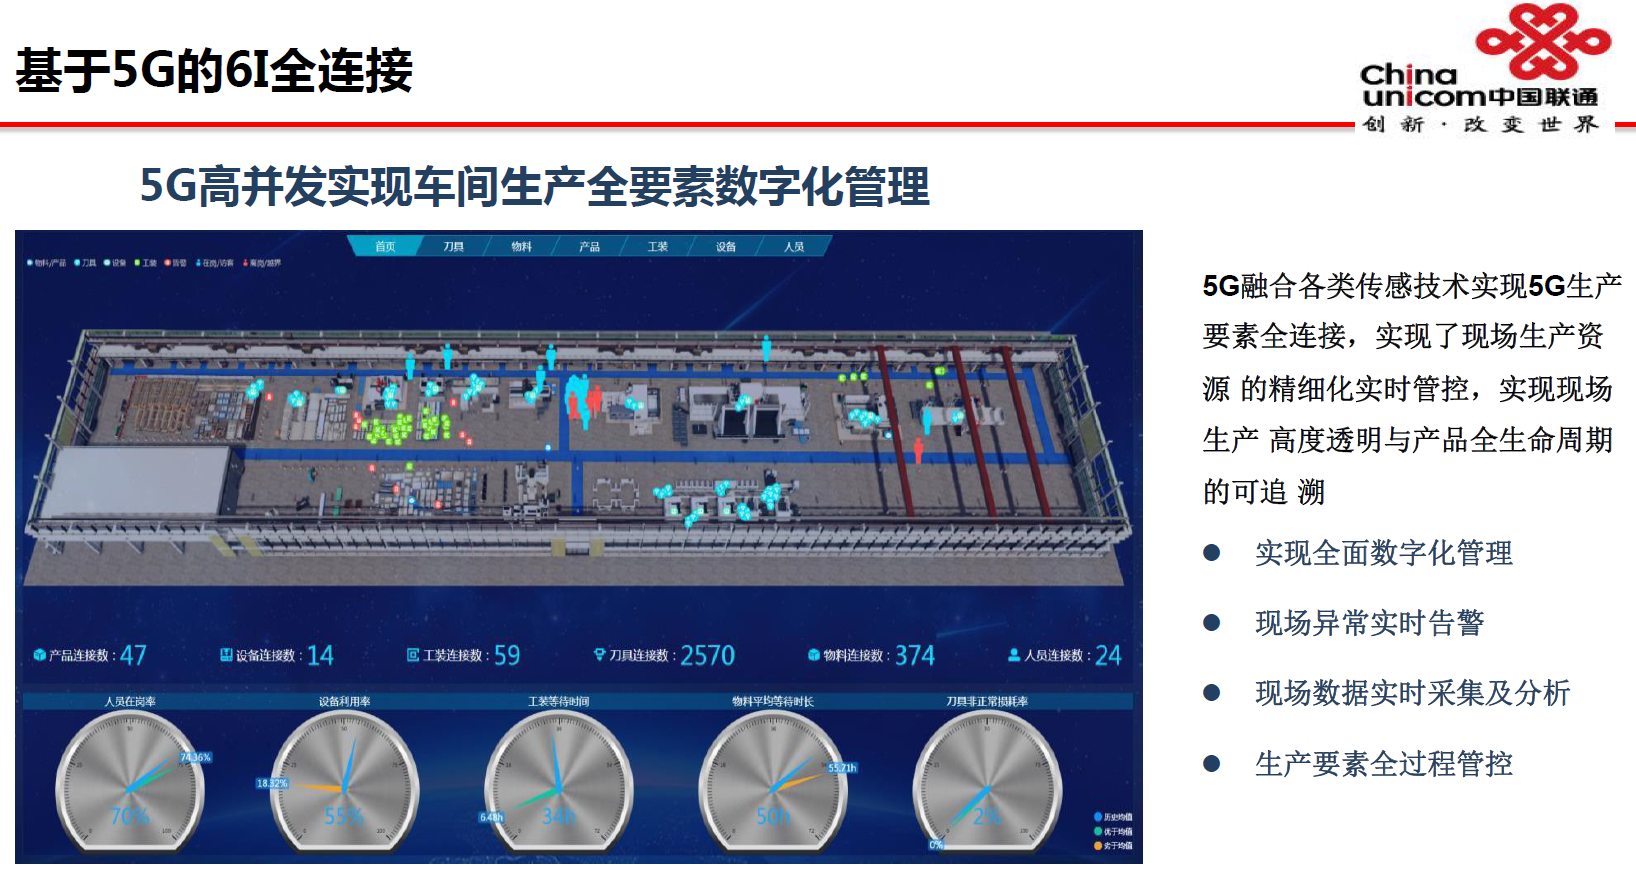 基于5G的6I全连接
China
unicom中国联通
创新·改变世界
5G高并发实现车间生产全要素数字化管理
首页 刀具 物料 产品 工装 设备 人员
物料/产品 刀具 设备 工装 告警 在岗/访客 离岗/越界
产品连接数:47 设备连接数:14 工装连接数:59 刀具连接数:2570 物料连接数:374 人员连接数:24
人员在岗率 设备利用率 工装等待时间 物料平均等待时长 刀具非正常损耗率
74.36% 70%
18.32% 55%
6.48h 34h
55.71h 50h
0% 2%
历史均值
优于均值
劣于均值
5G融合各类传感技术实现5G生产
要素全连接，实现了现场生产资
源 的精细化实时管控，实现现场
生产 高度透明与产品全生命周期
的可追 溯
● 实现全面数字化管理
● 现场异常实时告警
● 现场数据实时采集及分析
● 生产要素全过程管控